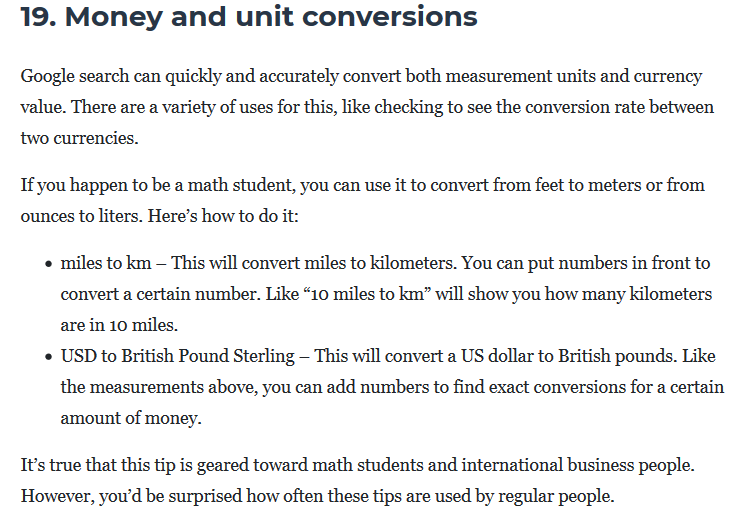 19. Money and unit conversions
Google search can quickly and accurately convert both measurement units and currency
value. There are a variety of uses for this, like checking to see the conversion rate between
two currencies.
If you happen to be a math student, you can use it to convert from feet to meters or from
ounces to liters. Here’s how to do it:
• miles to km – This will convert miles to kilometers. You can put numbers in front to
convert a certain number. Like “10 miles to km” will show you how many kilometers
are in 10 miles.
• USD to British Pound Sterling – This will convert a US dollar to British pounds. Like
the measurements above, you can add numbers to find exact conversions for a certain
amount of money.
It’s true that this tip is geared toward math students and international business people.
However, you’d be surprised how often these tips are used by regular people.